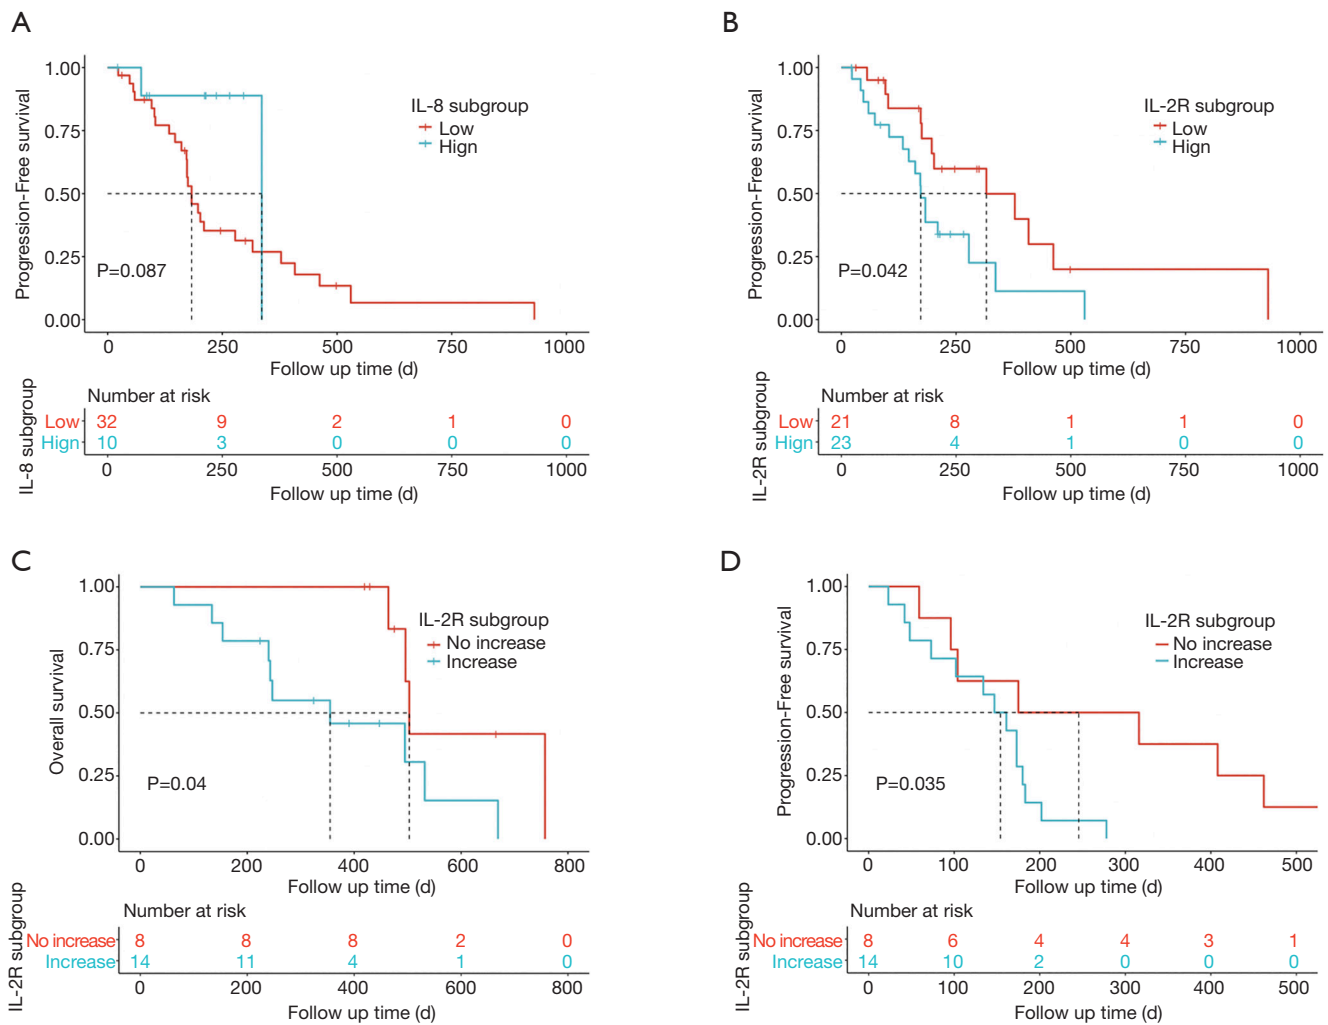 A
1.00
0.75
0.50
0.25
0.00
Progression-Free survival
IL-8 subgroup
Low
Hign
P=0.087
0 250 500 750 1000
Follow up time (d)
Number at risk
IL-8 subgroup
Low 32 9 2 1 0
Hign 10 3 0 0 0
0 250 500 750 1000
Follow up time (d)
B
1.00
0.75
0.50
0.25
0.00
Progression-Free survival
IL-2R subgroup
Low
Hign
P=0.042
0 250 500 750 1000
Follow up time (d)
Number at risk
IL-2R subgroup
Low 21 8 1 1 0
Hign 23 4 1 0 0
0 250 500 750 1000
Follow up time (d)
C
1.00
0.75
0.50
0.25
0.00
Overall survival
IL-2R subgroup
No increase
Increase
P=0.04
0 200 400 600 800
Follow up time (d)
Number at risk
IL-2R subgroup
No increase 8 8 8 2 0
Increase 14 11 4 1 0
0 200 400 600 800
Follow up time (d)
D
1.00
0.75
0.50
0.25
0.00
Progression-Free survival
IL-2R subgroup
No increase
Increase
P=0.035
0 100 200 300 400 500
Follow up time (d)
Number at risk
IL-2R subgroup
No increase 8 6 4 4 3 1
Increase 14 10 2 0 0 0
0 100 200 300 400 500
Follow up time (d)